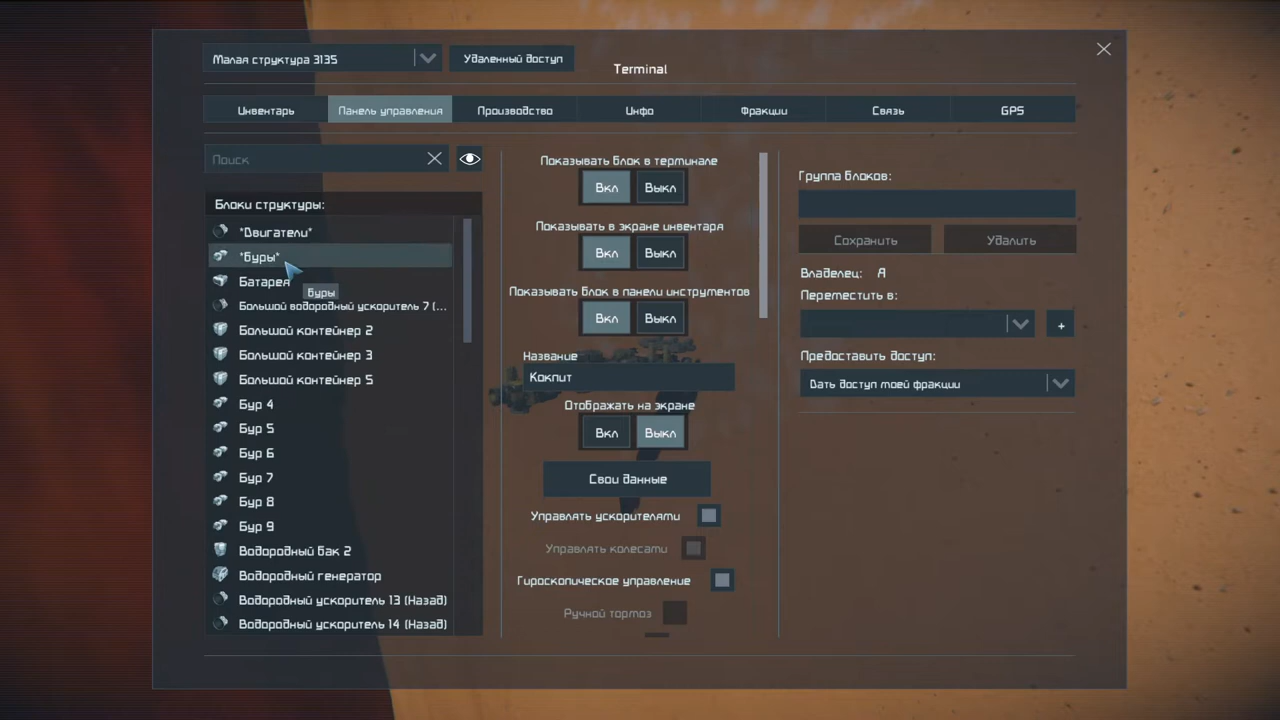 Малая структура 3135
Удаленный доступ
Terminal
Инвентарь
Панель управления
Производство
Инфо
Фракции
Связь
GPS
Поиск
Блоки структуры:
*Двигатели*
*буры*
Батарея
Буры
Большой водородный ускоритель 7 (...
Большой контейнер 2
Большой контейнер 3
Большой контейнер 5
Бур 4
Бур 5
Бур 6
Бур 7
Бур 8
Бур 9
Водородный бак 2
Водородный генератор
Водородный ускоритель 13 (Назад)
Водородный ускоритель 14 (Назад)
Показывать блок в терминале
Вкл Выкл
Показывать в экране инвентаря
Вкл Выкл
Показывать блок в панели инструментов
Вкл Выкл
Название
Кокпит
Отображать на экране
Вкл Выкл
Свои данные
Управлять ускорителями
Управлять колесами
Гироскопическое управление
Ручной тормоз
Группа блоков:
Сохранить
Удалить
Владелец: Я
Переместить в:
+
Предоставить доступ:
Дать доступ моей фракции